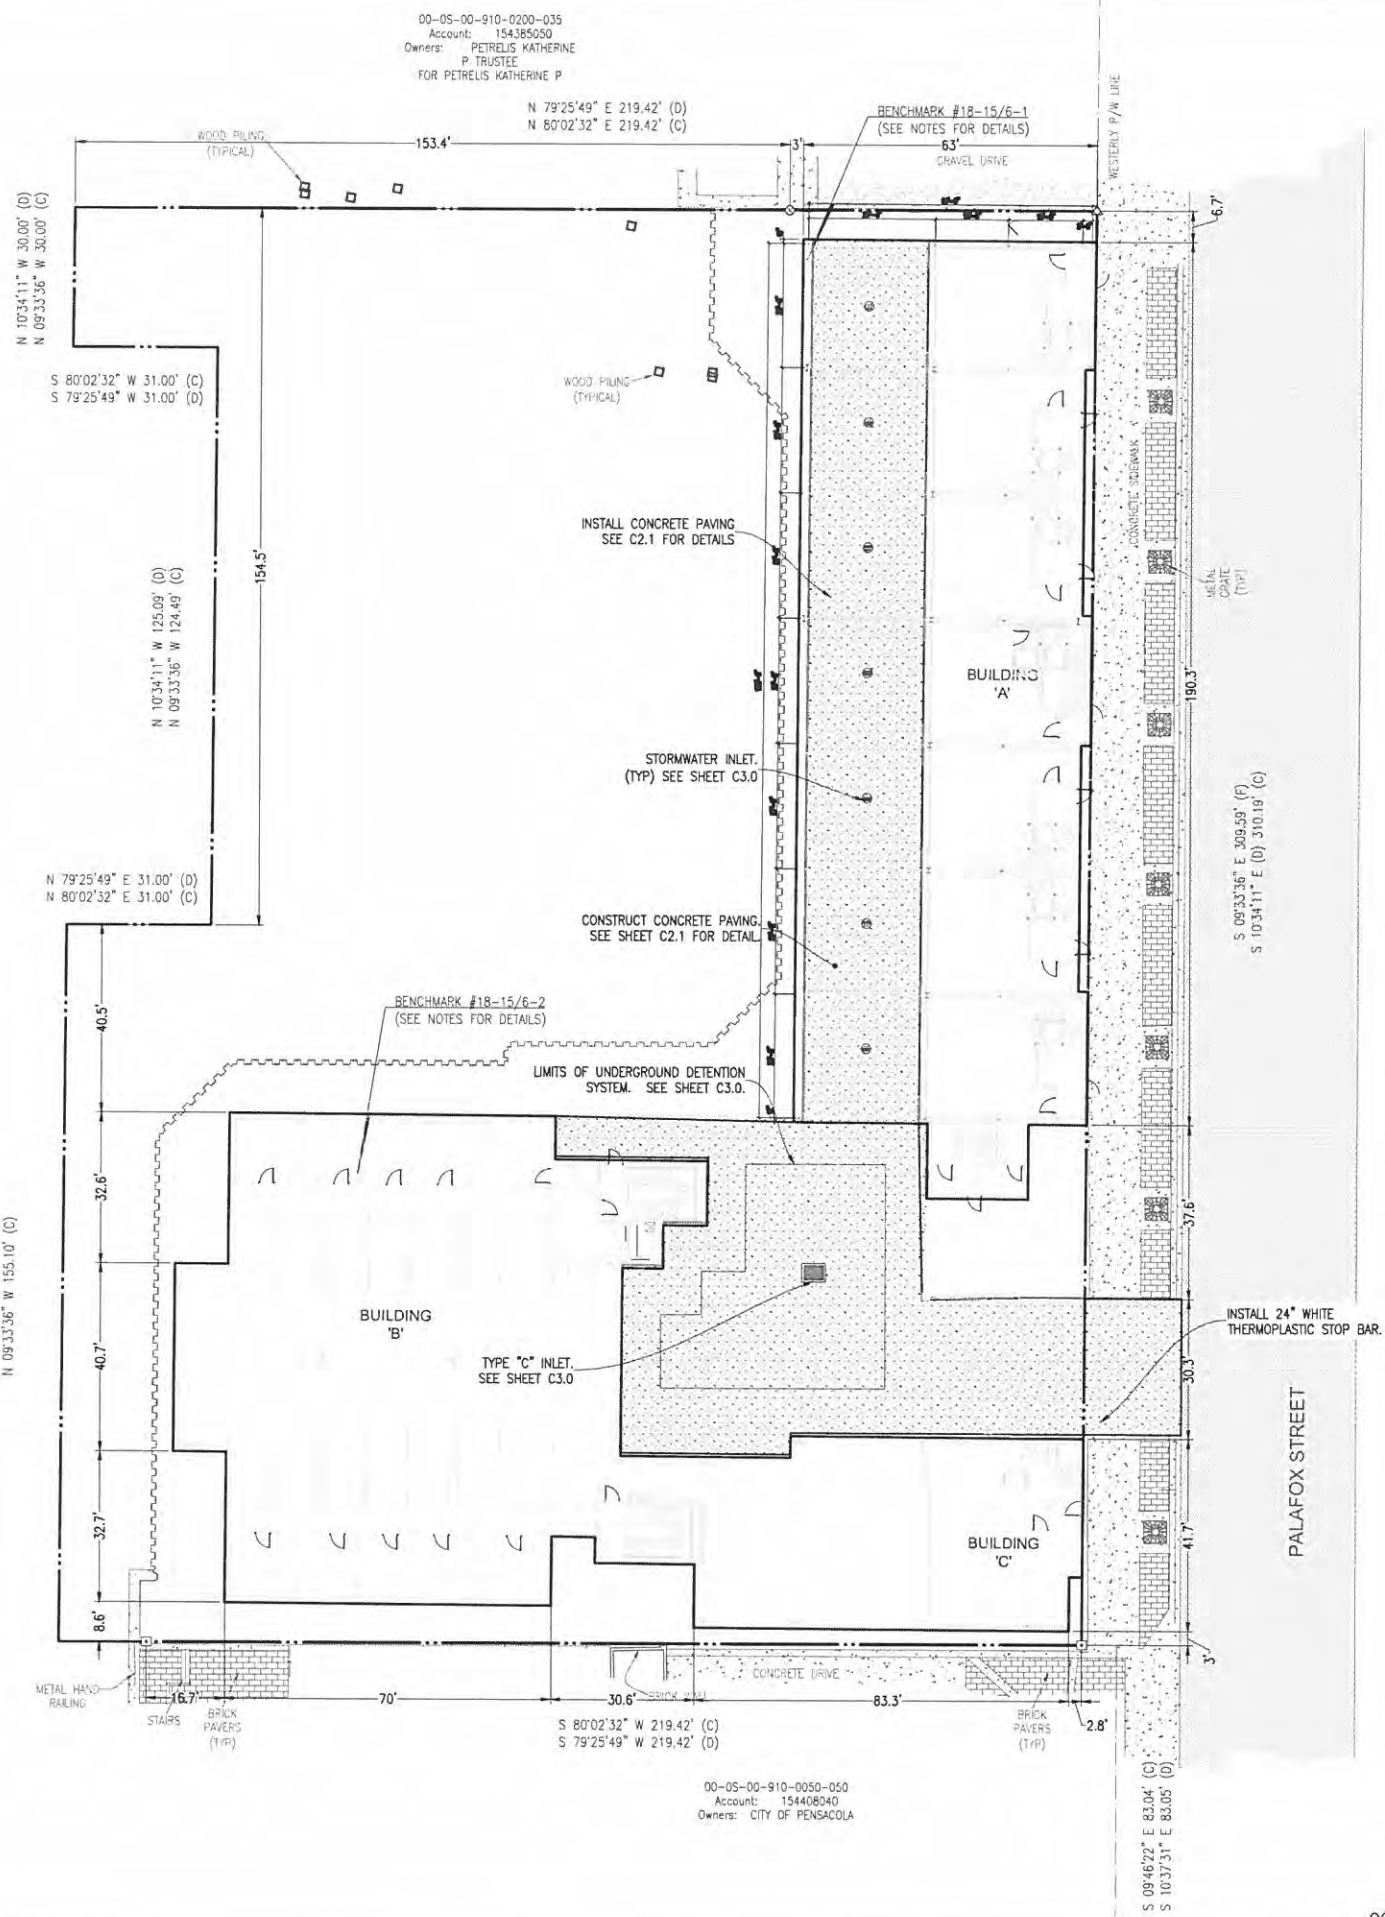 00-0S-00-910-0200-035
Account: 154385050
Owners: PETRELIS KATHERINE
P TRUSTEE
FOR PETRELIS KATHERINE P
N 79°25'49" E 219.42' (D)
N 80°02'32" E 219.42' (C)
BENCHMARK #18-15/6-1
(SEE NOTES FOR DETAILS)
WOOD PILING
(TYPICAL)
153.4'
3'
63'
GRAVEL DRIVE
WESTERLY R/W LINE
6.7'
N 10°34'11" W 30.00' (D)
N 09°33'36" W 30.00' (C)
S 80°02'32" W 31.00' (C)
S 79°25'49" W 31.00' (D)
WOOD PILING
(TYPICAL)
CONCRETE SIDEWALK
INSTALL CONCRETE PAVING
SEE C2.1 FOR DETAILS
154.5'
N 10°34'11" W 125.09' (D)
N 09°33'36" W 124.49' (C)
METAL
GRATE
(TYP)
BUILDING
'A'
190.3'
STORMWATER INLET.
(TYP) SEE SHEET C3.0
S 09°33'36" E 309.59' (F)
S 10°34'11" E (D) 310.19' (C)
N 79°25'49" E 31.00' (D)
N 80°02'32" E 31.00' (C)
CONSTRUCT CONCRETE PAVING.
SEE SHEET C2.1 FOR DETAIL.
40.5'
BENCHMARK #18-15/6-2
(SEE NOTES FOR DETAILS)
LIMITS OF UNDERGROUND DETENTION
SYSTEM. SEE SHEET C3.0.
32.6'
37.6'
N 09°33'36" W 155.10' (C)
BUILDING
'B'
INSTALL 24" WHITE
THERMOPLASTIC STOP BAR.
40.7'
TYPE "C" INLET.
SEE SHEET C3.0
30.3'
PALAFOX STREET
32.7'
BUILDING
'C'
41.7'
8.6'
3'
METAL HAND
RAILING
STAIRS
16.7'
BRICK
PAVERS
(TYP)
70'
30.6'
BRICK
CONCRETE DRIVE
83.3'
BRICK
PAVERS
(TYP)
2.8'
S 80°02'32" W 219.42' (C)
S 79°25'49" W 219.42' (D)
00-0S-00-910-0050-050
Account: 154408040
Owners: CITY OF PENSACOLA
S 09°46'22" E 83.04' (C)
S 10°37'31" E 83.05' (D)